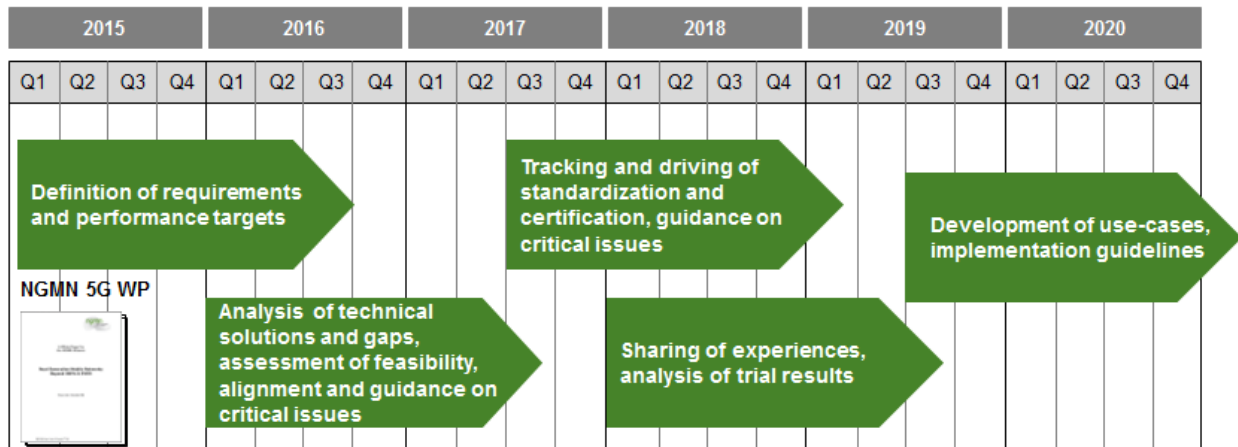 2015 2016 2017 2018 2019 2020
Q1 Q2 Q3 Q4 Q1 Q2 Q3 Q4 Q1 Q2 Q3 Q4 Q1 Q2 Q3 Q4 Q1 Q2 Q3 Q4 Q1 Q2 Q3 Q4
Definition of requirements
and performance targets
Tracking and driving of
standardization and
certification, guidance on
critical issues
Development of use-cases,
implementation guidelines
NGMN 5G WP
Analysis of technical
solutions and gaps,
assessment of feasibility,
alignment and guidance on
critical issues
Sharing of experiences,
analysis of trial results